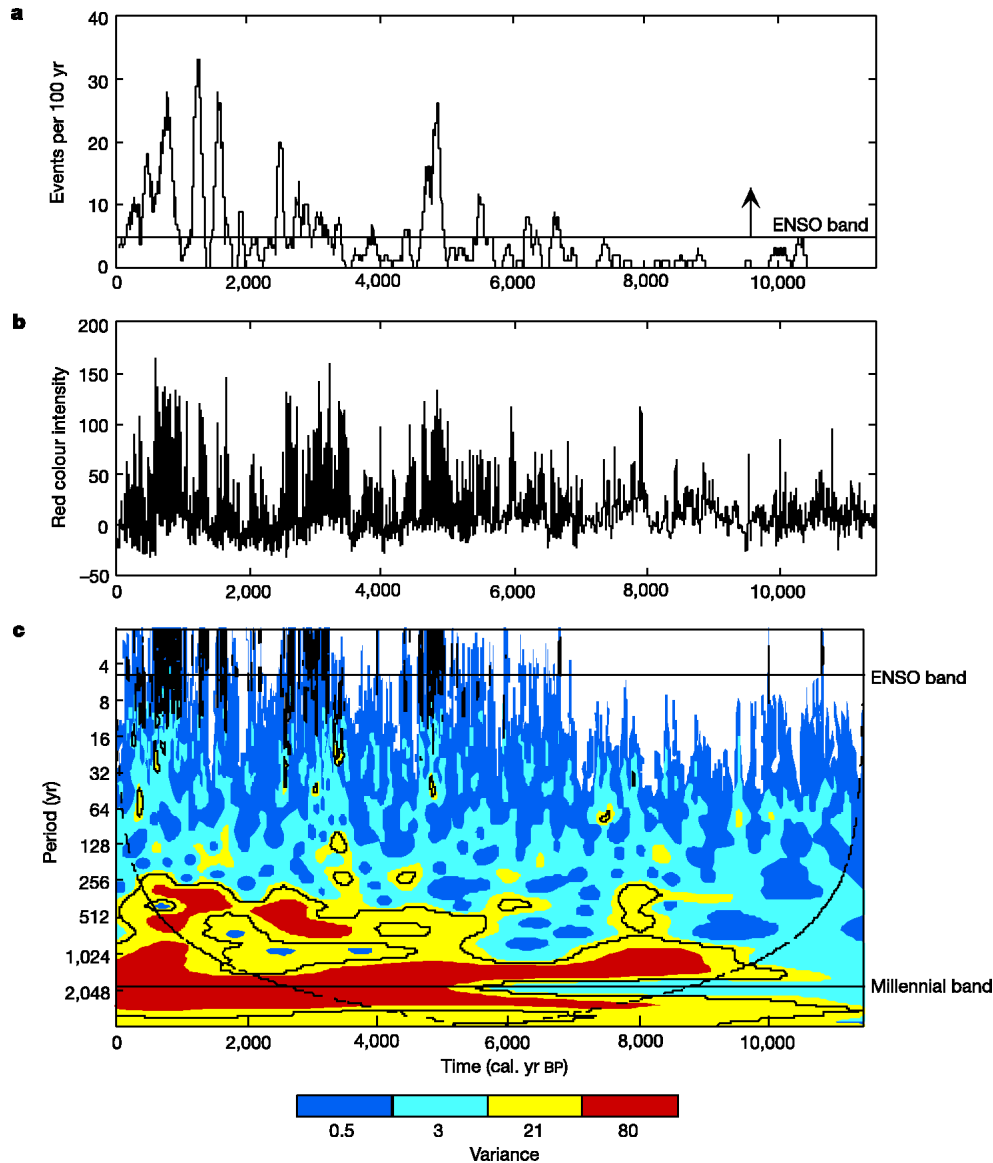 a
Events per 100 yr
40
30
20
10
0
ENSO band
0 2,000 4,000 6,000 8,000 10,000
b
Red colour intensity
200
150
100
50
0
–50
0 2,000 4,000 6,000 8,000 10,000
c
Period (yr)
4
8
16
32
64
128
256
512
1,024
2,048
ENSO band
Millennial band
0 2,000 4,000 6,000 8,000 10,000
Time (cal. yr BP)
0.5 3 21 80
Variance